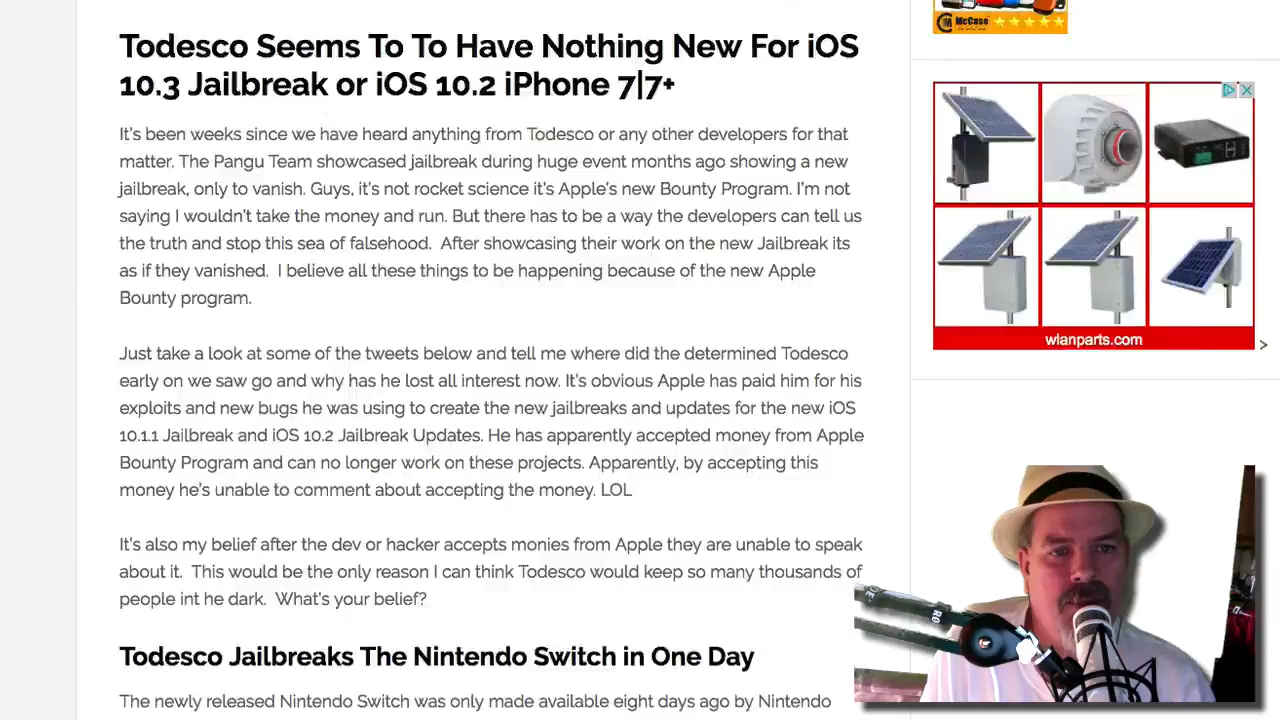 McCase
Todesco Seems To To Have Nothing New For iOS
10.3 Jailbreak or iOS 10.2 iPhone 7|7+
It's been weeks since we have heard anything from Todesco or any other developers for that
matter. The Pangu Team showcased jailbreak during huge event months ago showing a new
jailbreak, only to vanish. Guys, it's not rocket science it's Apple's new Bounty Program. I'm not
saying I wouldn't take the money and run. But there has to be a way the developers can tell us
the truth and stop this sea of falsehood. After showcasing their work on the new Jailbreak its
as if they vanished. I believe all these things to be happening because of the new Apple
Bounty program.
Just take a look at some of the tweets below and tell me where did the determined Todesco
early on we saw go and why has he lost all interest now. It's obvious Apple has paid him for his
exploits and new bugs he was using to create the new jailbreaks and updates for the new iOS
10.1.1 Jailbreak and iOS 10.2 Jailbreak Updates. He has apparently accepted money from Apple
Bounty Program and can no longer work on these projects. Apparently, by accepting this
money he's unable to comment about accepting the money. LOL
It's also my belief after the dev or hacker accepts monies from Apple they are unable to speak
about it. This would be the only reason I can think Todesco would keep so many thousands of
people int he dark. What's your belief?
Todesco Jailbreaks The Nintendo Switch in One Day
The newly released Nintendo Switch was only made available eight days ago by Nintendo
wlanparts.com